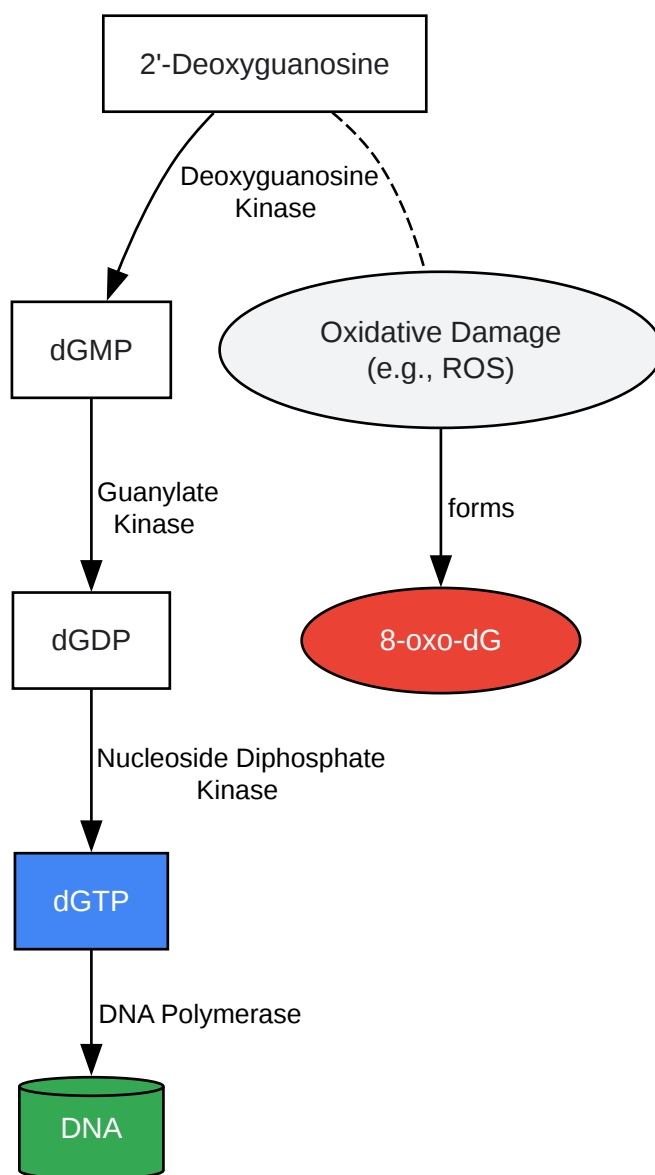 2'-Deoxyguanosine
Deoxyguanosine
Kinase
dGMP
Oxidative Damage
(e.g., ROS)
Guanylate
Kinase
forms
dGDP
8-oxo-dG
Nucleoside Diphosphate
Kinase
dGTP
DNA Polymerase
DNA